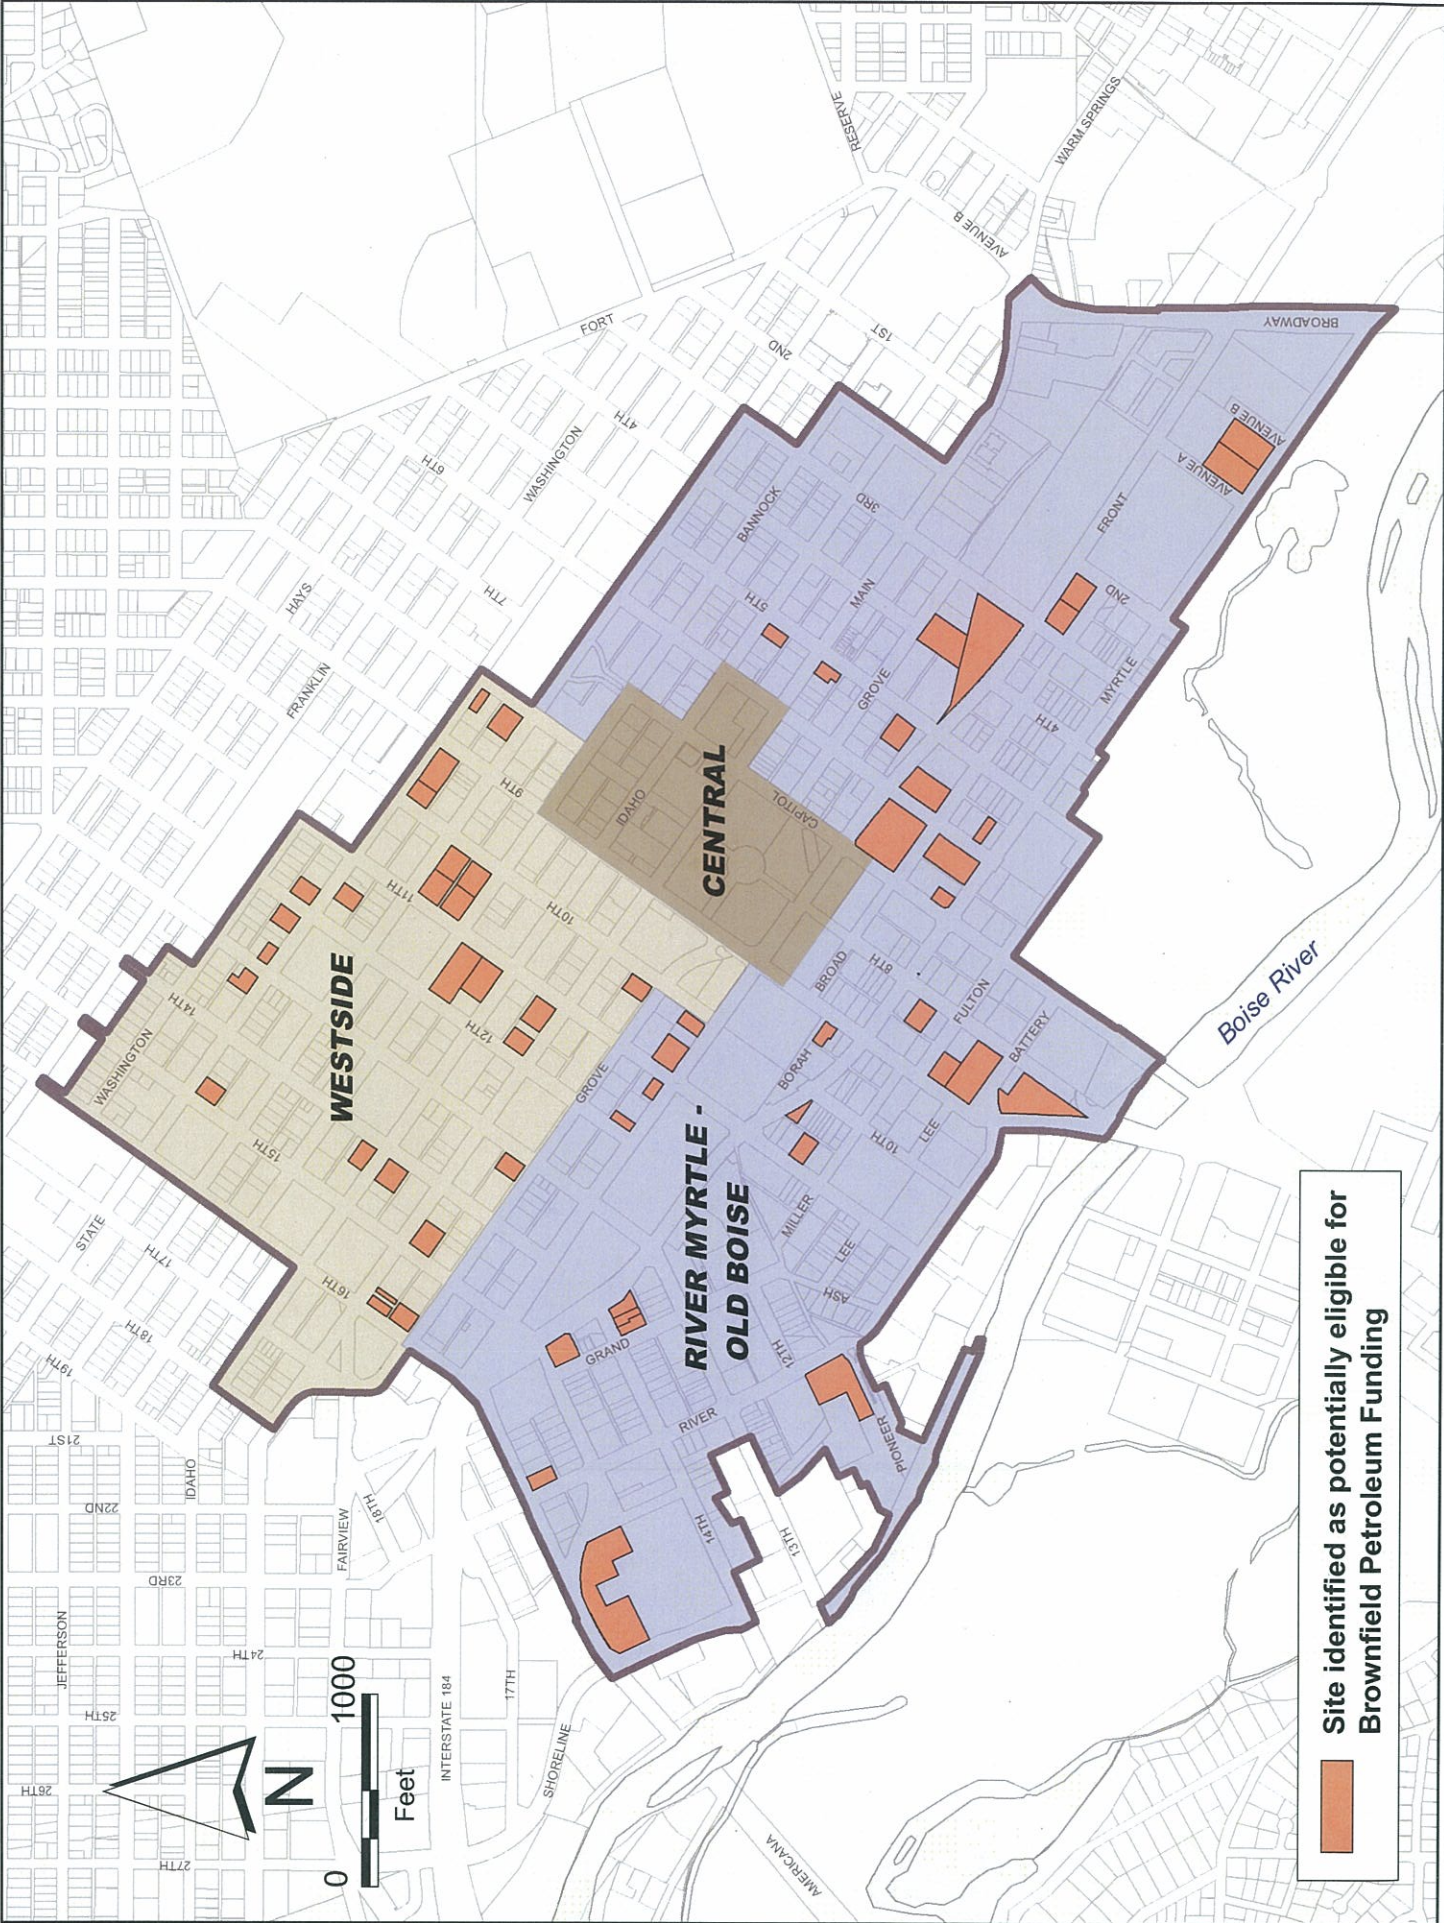 26TH
25TH
JEFFERSON
24TH
23RD
22ND
21ST
IDAHO
19TH
18TH
17TH
STATE
27TH
N
0
1000
Feet
FAIRVIEW
18TH
INTERSTATE 184
17TH
SHORELINE
AMERICANA
16TH
15TH
WASHINGTON
14TH
WESTSIDE
11TH
12TH
10TH
9TH
GROVE
HAYS
FRANKLIN
7TH
6TH
WASHINGTON
4TH
FORT
2ND
1ST
RESERVE
AVENUE B
WARM SPRINGS
IDAHO
CENTRAL
CAPITOL
BANNOCK
5TH
3RD
MAIN
GROVE
GRAND
RIVER
14TH
13TH
RIVER MYRTLE -
OLD BOISE
12TH
MILLER
BORAH
BROAD
8TH
10TH
LEE
LEE
ASH
PIONEER
FULTON
BATTERY
4TH
MYRTLE
2ND
FRONT
AVENUE A
AVENUE B
BROADWAY
Boise River
Site identified as potentially eligible for
Brownfield Petroleum Funding